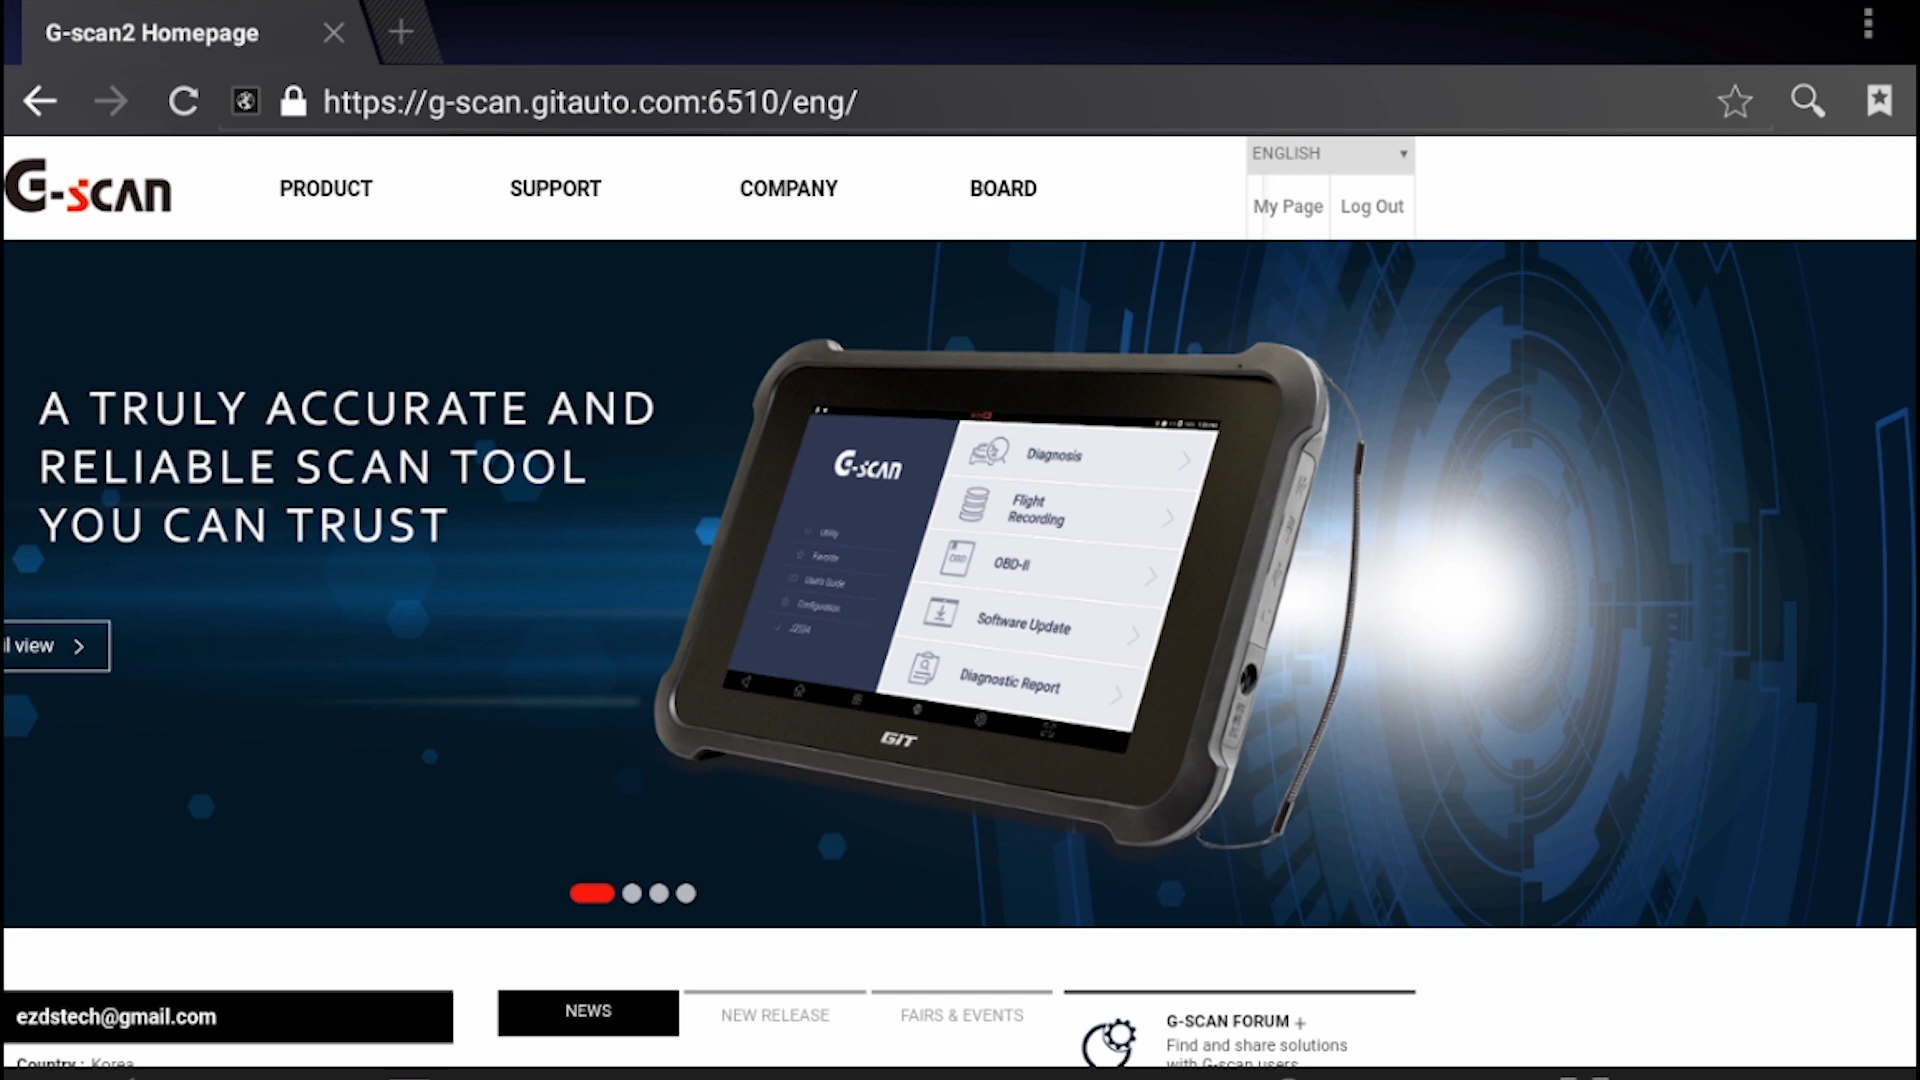 G-scan2 Homepage
https://g-scan.gitauto.com:6510/eng/
G-SCAN
PRODUCT
SUPPORT
COMPANY
BOARD
ENGLISH
My Page
Log Out
A TRULY ACCURATE AND
RELIABLE SCAN TOOL
YOU CAN TRUST
il view
G-SCAN
Utility
Favorite
User's Guide
Configuration
J2534
Diagnosis
Flight
Recording
OBD
OBD-II
Software Update
Diagnostic Report
GIT
ezdstech@gmail.com
Country : Korea
NEWS
NEW RELEASE
FAIRS & EVENTS
G-SCAN FORUM +
Find and share solutions
with G-scan users